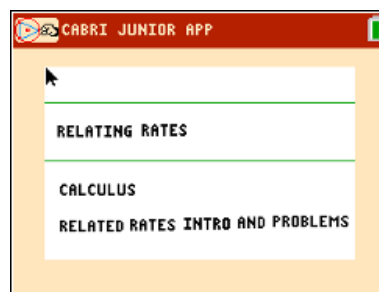 CABRI JUNIOR APP
RELATING RATES
CALCULUS
RELATED RATES INTRO AND PROBLEMS